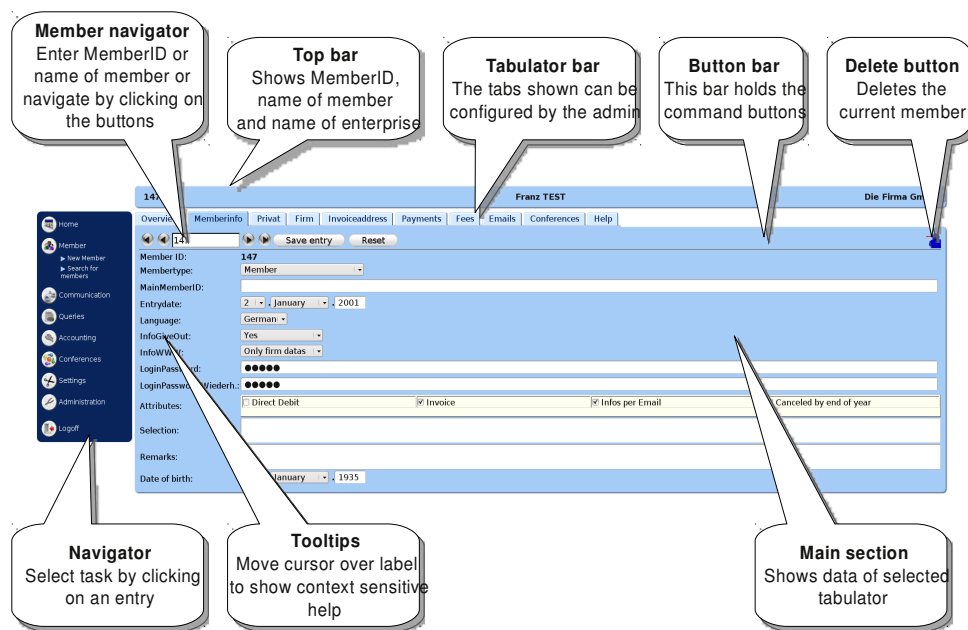 Member navigator
Enter MemberID or
name of member or
navigate by clicking on
the buttons
Top bar
Shows MemberID,
name of member
and name of enterprise
Tabulator bar
The tabs shown can be
configured by the admin
Button bar
This bar holds the
command buttons
Delete button
Deletes the
current member
147 Franz TEST Die Firma
Memberinfo Privat Firm Invoiceaddress Payments Fees Emails Conferences Help
Save entry Reset
Home
Member
▶ New Member
▶ Search for
members
Communication
Queries
Accounting
Conferences
Settings
Administration
Logoff
Member ID: 147
Membertype: Member
MainMemberID:
Entrydate: 2 . January . 2001
Language: German
InfoGiveOut: Yes
Only firm datas
LoginPassword: ●●●●●
Wiederh.: ●●●●●
Attributes: Direct Debit Invoice Infos per Email Canceled by end of year
Selection:
Remarks:
Date of birth: January . 1935
Navigator
Select task by clicking
on an entry
Tooltips
Move cursor over label
to show context sensitive
help
Main section
Shows data of selected
tabulator